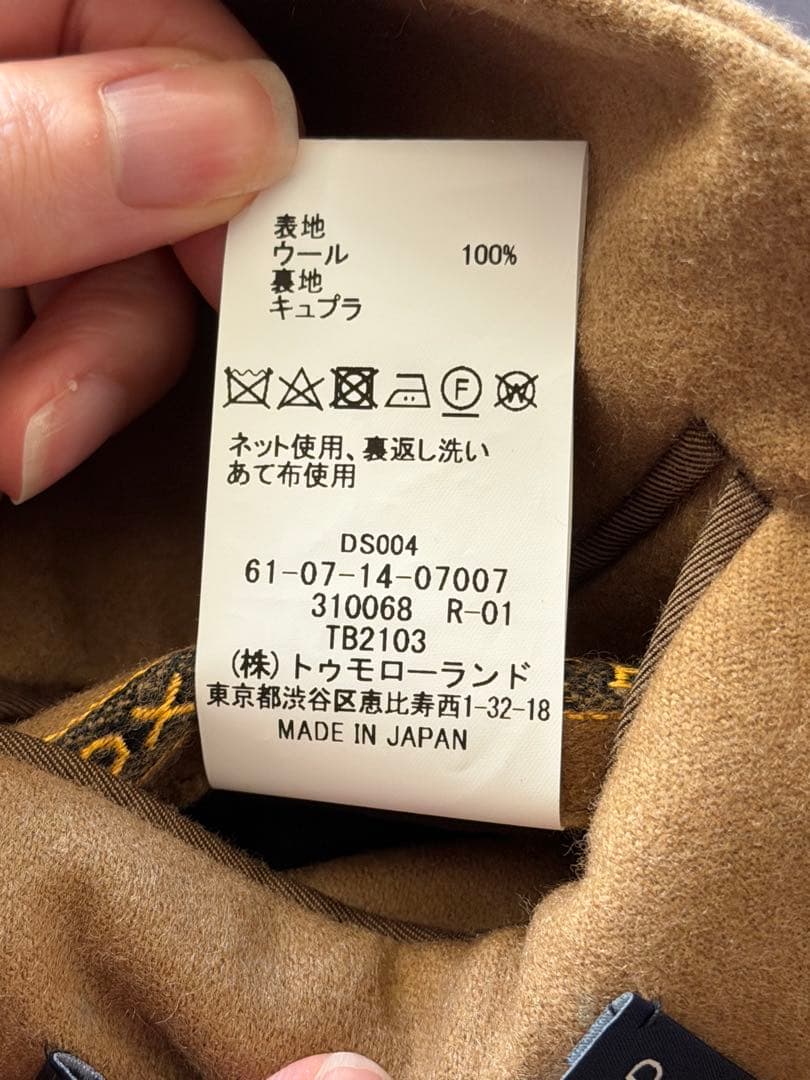 表地
ウール 100%
裏地
キュプラ
F W
ネット使用、裏返し洗い
あて布使用
DS004
61-07-14-07007
310068 R-01
TB2103
(株)トゥモローランド
東京都渋谷区恵比寿西1-32-18
MADE IN JAPAN